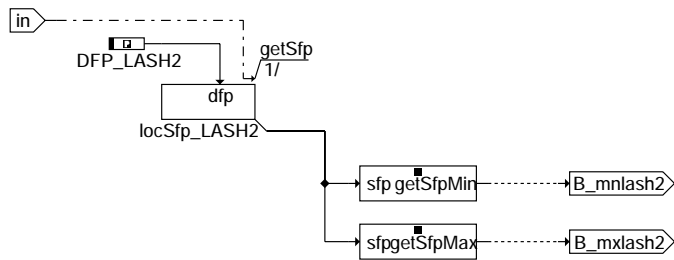 in
getSfp
DFP_LASH2
1/
dfp
locSfp_LASH2
sfp getSfpMin
B_mnlash2
sfpgetSfpMax
B_mxlash2